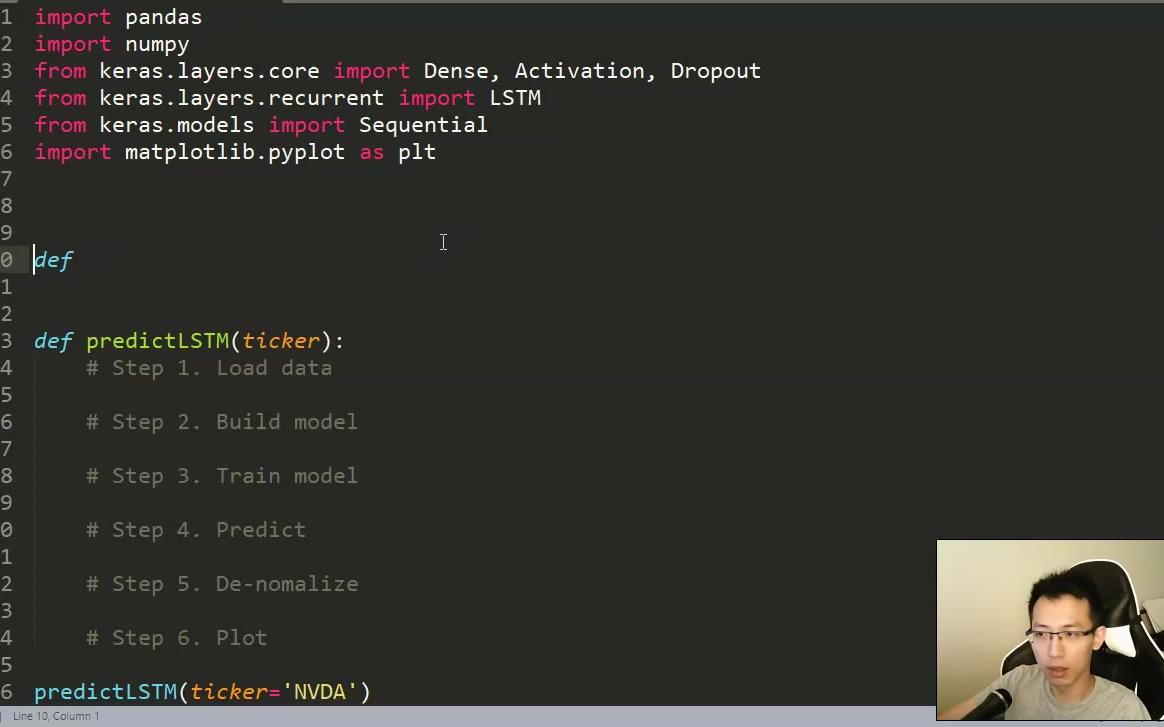 1 import pandas
2 import numpy
3 from keras.layers.core import Dense, Activation, Dropout
4 from keras.layers.recurrent import LSTM
5 from keras.models import Sequential
6 import matplotlib.pyplot as plt
7
8
9
0 def
1
2
3 def predictLSTM(ticker):
4 # Step 1. Load data
5
6 # Step 2. Build model
7
8 # Step 3. Train model
9
0 # Step 4. Predict
1
2 # Step 5. De-nomalize
3
4 # Step 6. Plot
5
6 predictLSTM(ticker='NVDA')
Line 10, Column 1